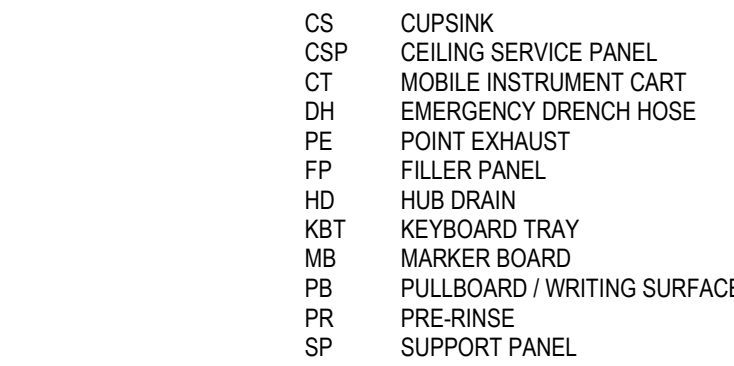 CS CUPSINK
CSP CEILING SERVICE PANEL
CT MOBILE INSTRUMENT CART
DH EMERGENCY DRENCH HOSE
PE POINT EXHAUST
FP FILLER PANEL
HD HUB DRAIN
KBT KEYBOARD TRAY
MB MARKER BOARD
PB PULLBOARD / WRITING SURFACE
PR PRE-RINSE
SP SUPPORT PANEL